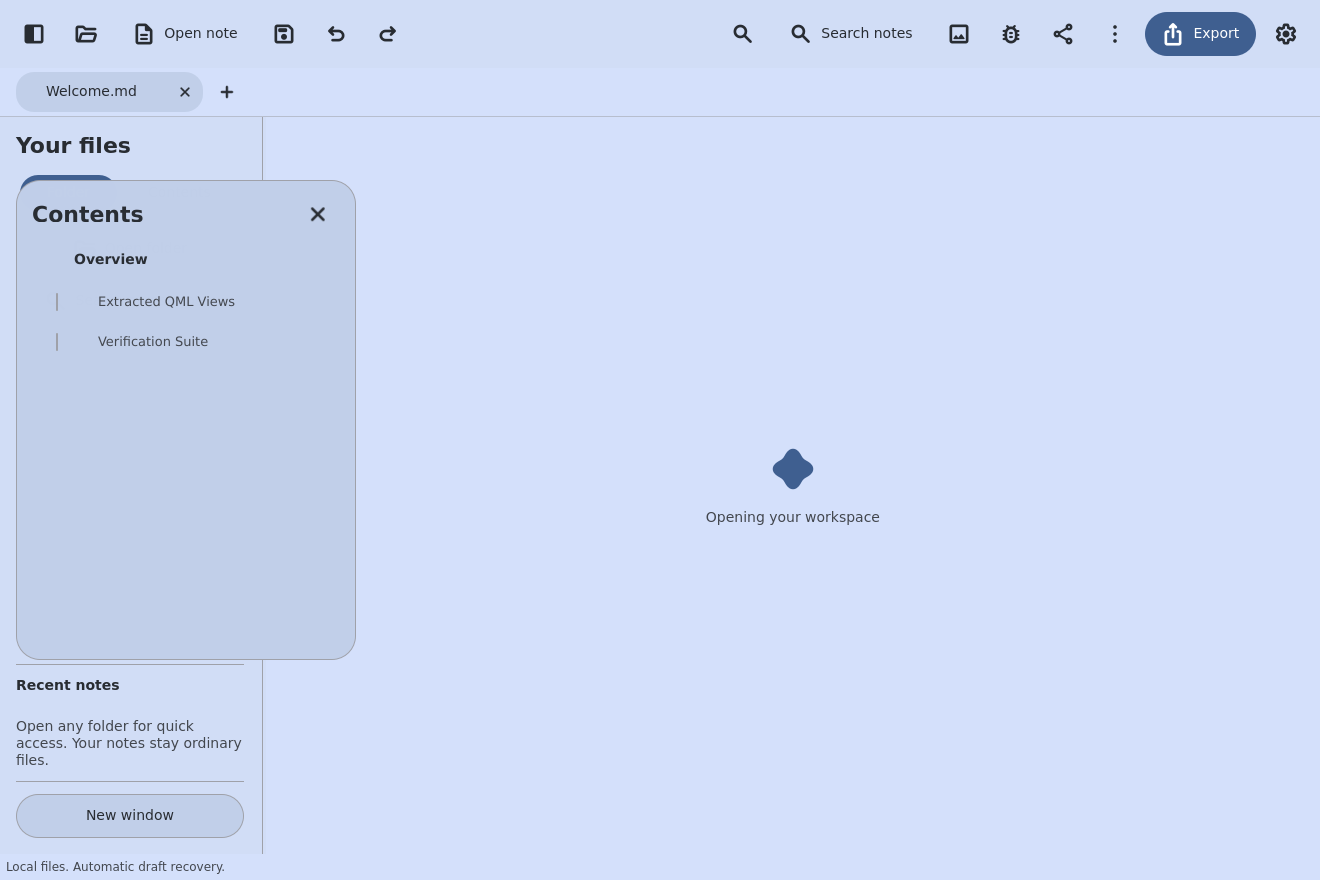 Open note
Search notes
Export
Welcome.md
Your files
Contents
Overview
Extracted QML Views
Verification Suite
Opening your workspace
Recent notes
Open any folder for quick
access. Your notes stay ordinary
files.
New window
Local files. Automatic draft recovery.